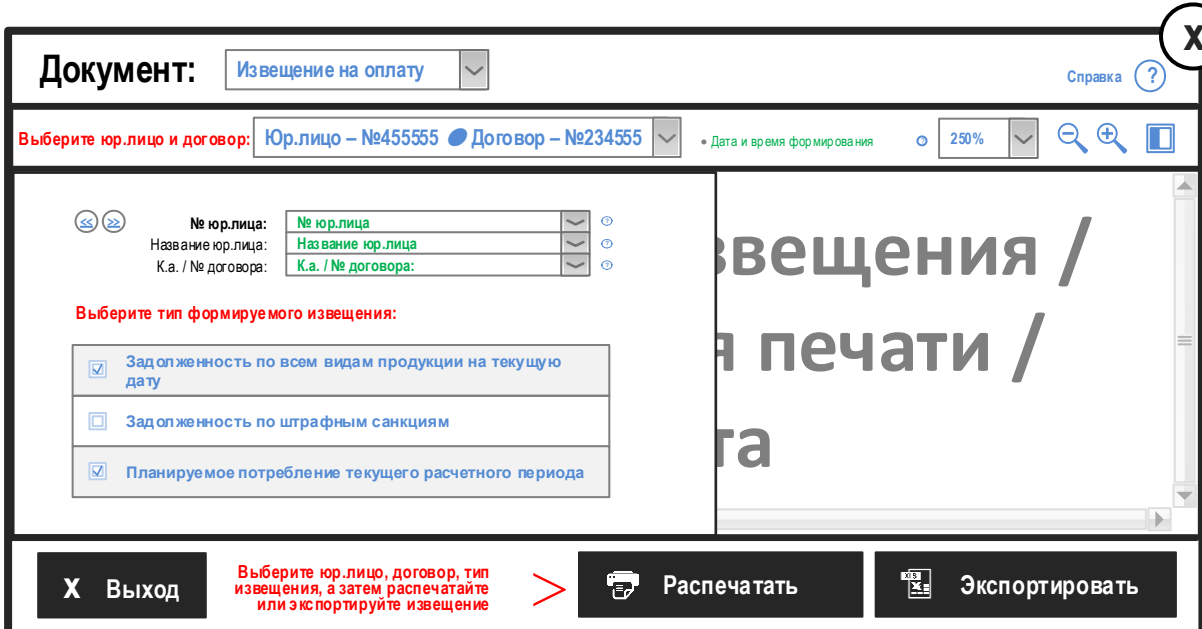 X
Документ:
Извещение на оплату
Справка ?
Выберите юр.лицо и договор:
Юр.лицо – №455555 Договор – №234555
• Дата и время формирования
? 250%
<< >>
№ юр.лица: № юр.лица ?
Название юр.лица: Название юр.лица ?
К.а. / № договора: К.а. / № договора: ?
Выберите тип формируемого извещения:
Задолженность по всем видам продукции на текущую
дату
Задолженность по штрафным санкциям
Планируемое потребление текущего расчетного периода
звещения /
я печати /
та
X Выход
Выберите юр.лицо, договор, тип
извещения, а затем распечатайте
или экспортируйте извещение
>
Распечатать
XLS Экспортировать